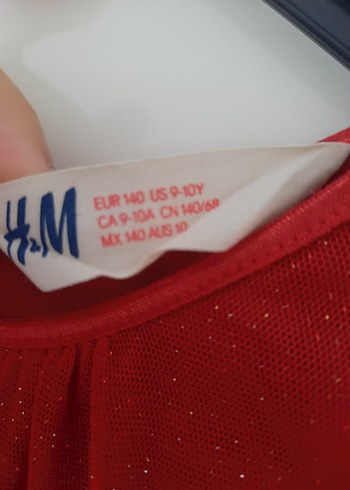 H&M
EUR 140 US 9-10Y
CA 9-10A CN 140/68
MX 140 AUS 10